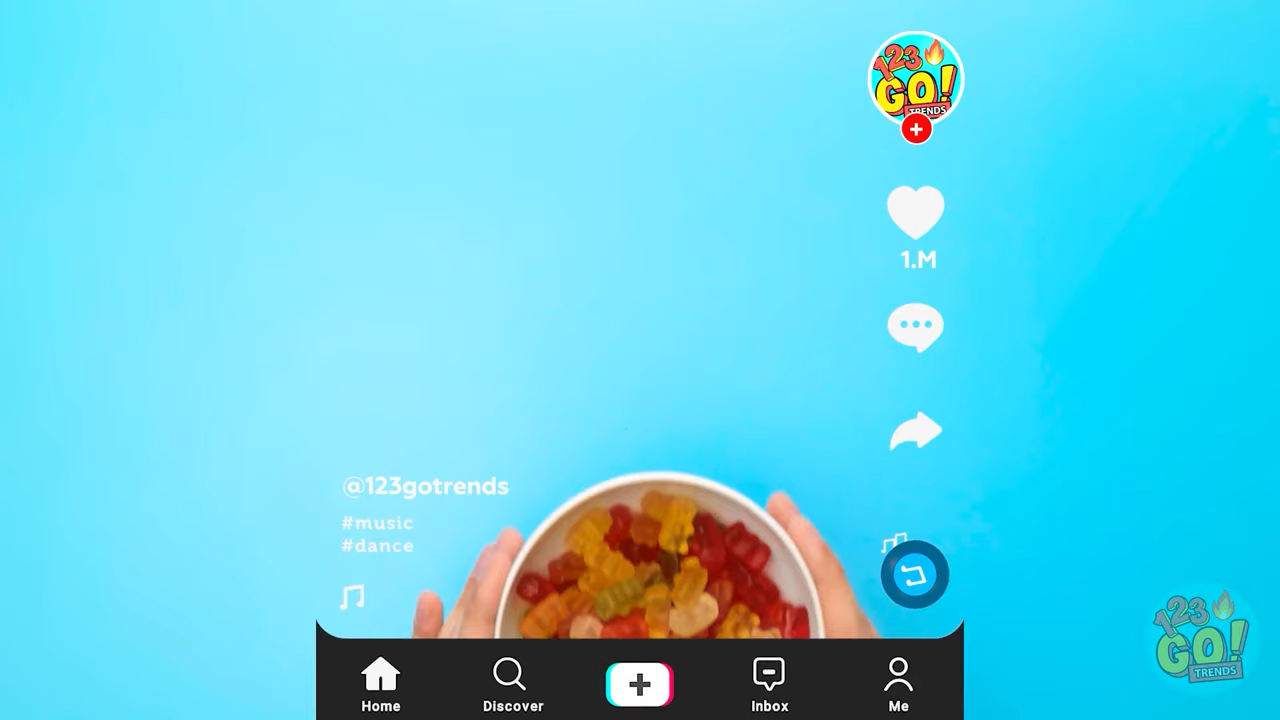 123
GO!
TRENDS
1.M
@123gotrends
#music
#dance
Home
Discover
Inbox
Me
123
GO!
TRENDS